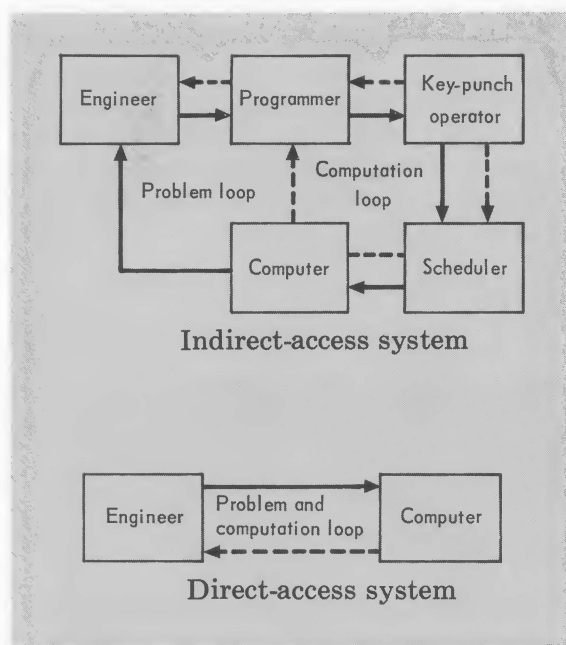 Engineer
Programmer
Key-punch
operator
Problem loop
Computation
loop
Computer
Scheduler
Indirect-access system
Engineer
Problem and
computation loop
Computer
Direct-access system